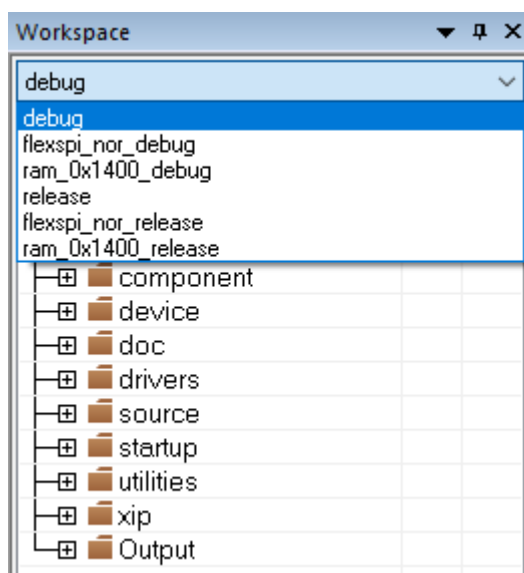 Workspace
debug
debug
flexspi_nor_debug
ram_0x1400_debug
release
flexspi_nor_release
ram_0x1400_release
component
device
doc
drivers
source
startup
utilities
xip
Output